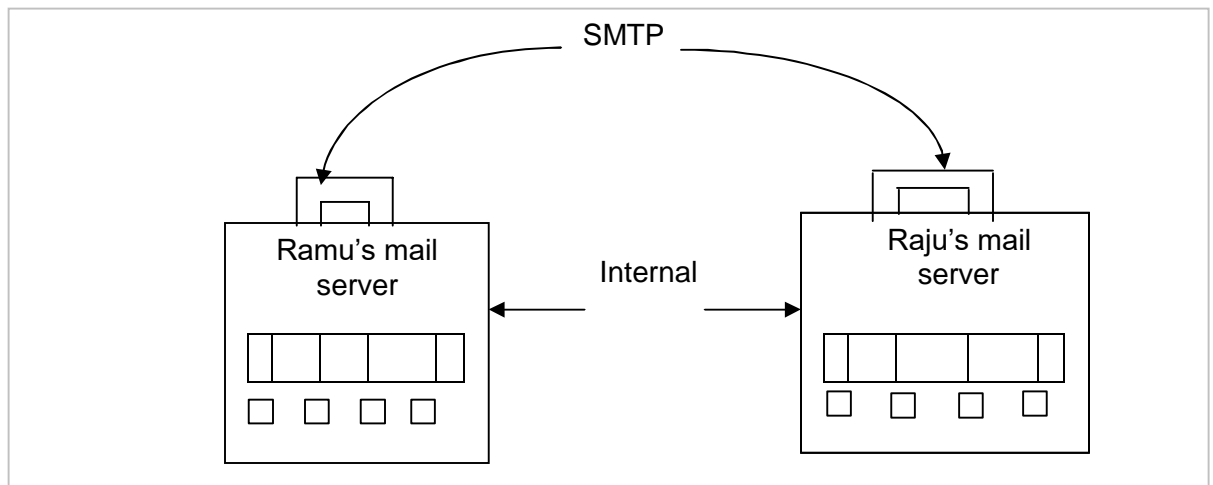 SMTP
Ramu’s mail
server
Raju’s mail
server
Internal